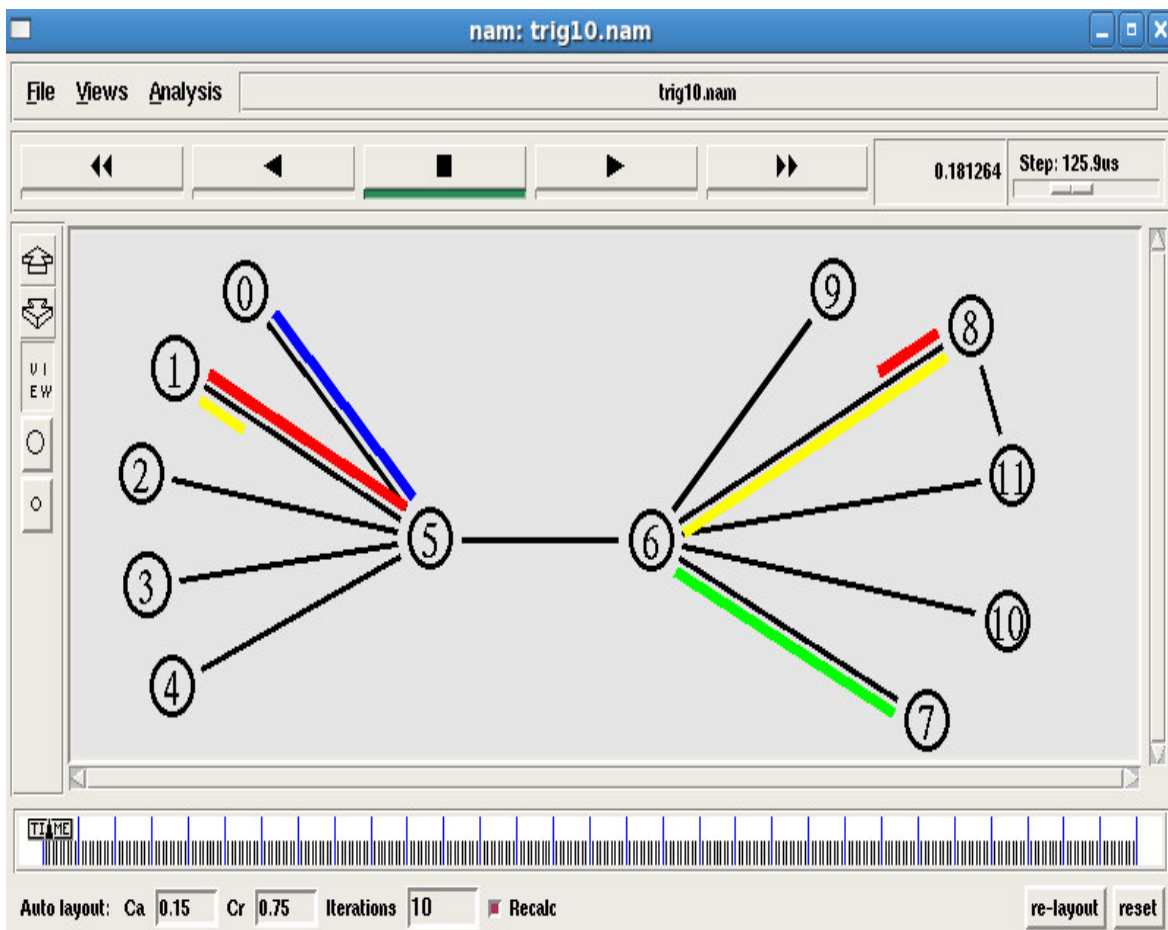 nam: trig10.nam
File Views Analysis trig10.nam
0.181264 Step: 125.9us
VI
EW
0
1
2
3
4
5
6
9
8
11
10
7
TIME
Auto layout: Ca 0.15 Cr 0.75 Iterations 10 Recalc re-layout reset